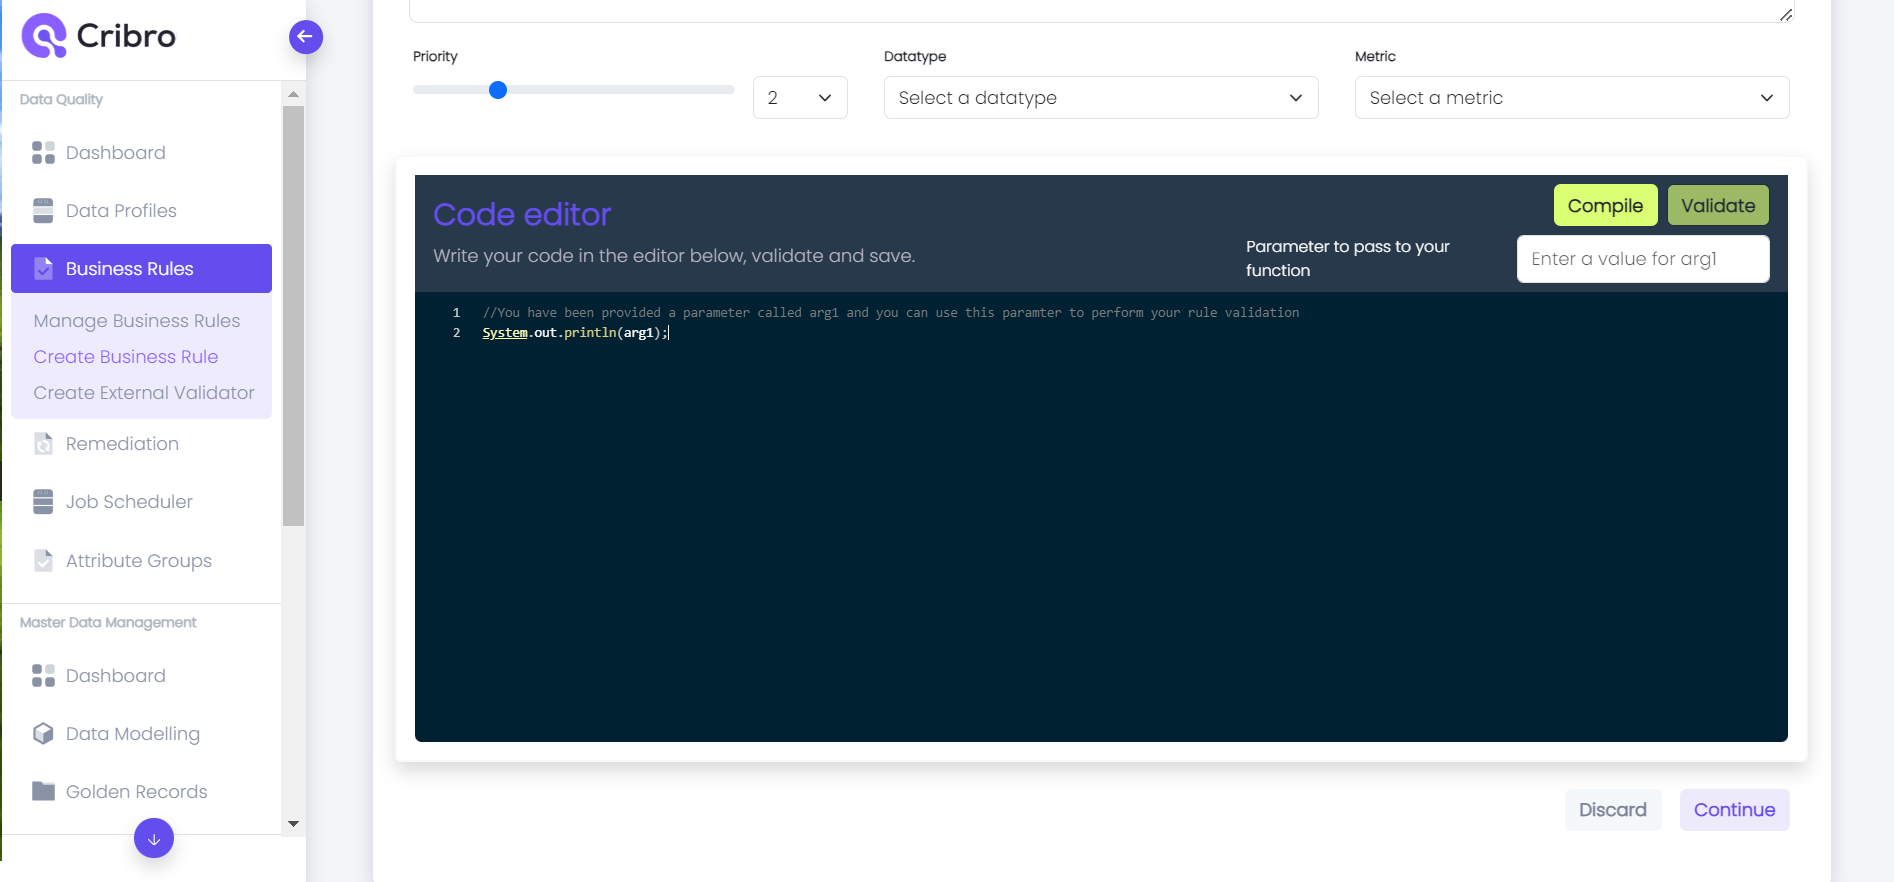 Cribro
Data Quality
Dashboard
Data Profiles
Business Rules
Manage Business Rules
Create Business Rule
Create External Validator
Remediation
Job Scheduler
Attribute Groups
Master Data Management
Dashboard
Data Modelling
Golden Records
Priority
2
Datatype
Select a datatype
Metric
Select a metric
Code editor
Write your code in the editor below, validate and save.
Compile
Validate
Parameter to pass to your
function
Enter a value for arg1
1 //You have been provided a parameter called arg1 and you can use this paramter to perform your rule validation
2 System.out.println(arg1);
Discard
Continue